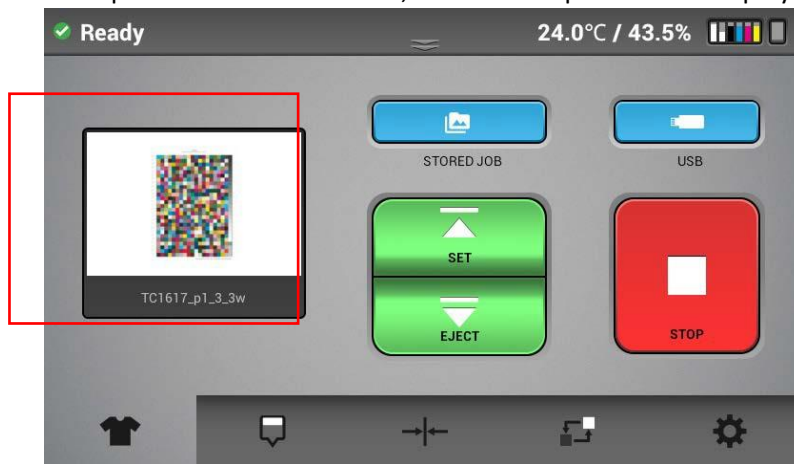 Ready
24.0°C / 43.5%
STORED JOB
USB
SET
TC1617_p1_3_3w
EJECT
STOP